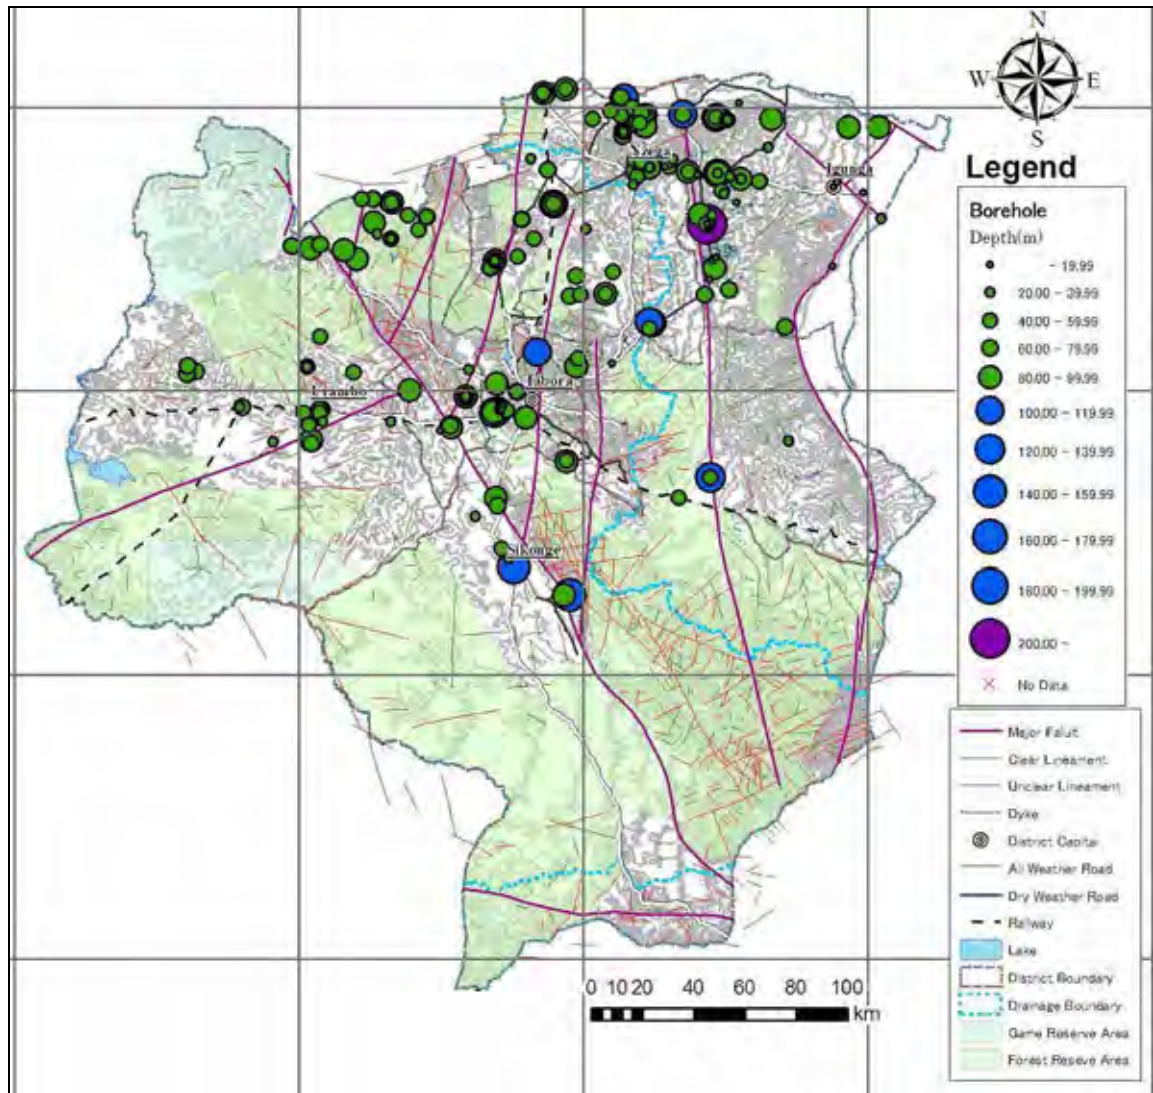 N
W E
S
Legend
Borehole
Depth(m)
- 19.99
20.00 - 39.99
40.00 - 59.99
60.00 - 79.99
80.00 - 99.99
100.00 - 119.99
120.00 - 139.99
140.00 - 159.99
160.00 - 179.99
180.00 - 199.99
200.00 -
No Data
Major Fault
Clear Lineament
Unclear Lineament
Dyke
District Capital
All Weather Road
Dry Weather Road
Railway
Lake
District Boundary
Drainage Boundary
Game Reserve Area
Forest Reseve Area
Nzega
Igunga
Urambo
Tabora
Sikonge
0 10 20 40 60 80 100
km